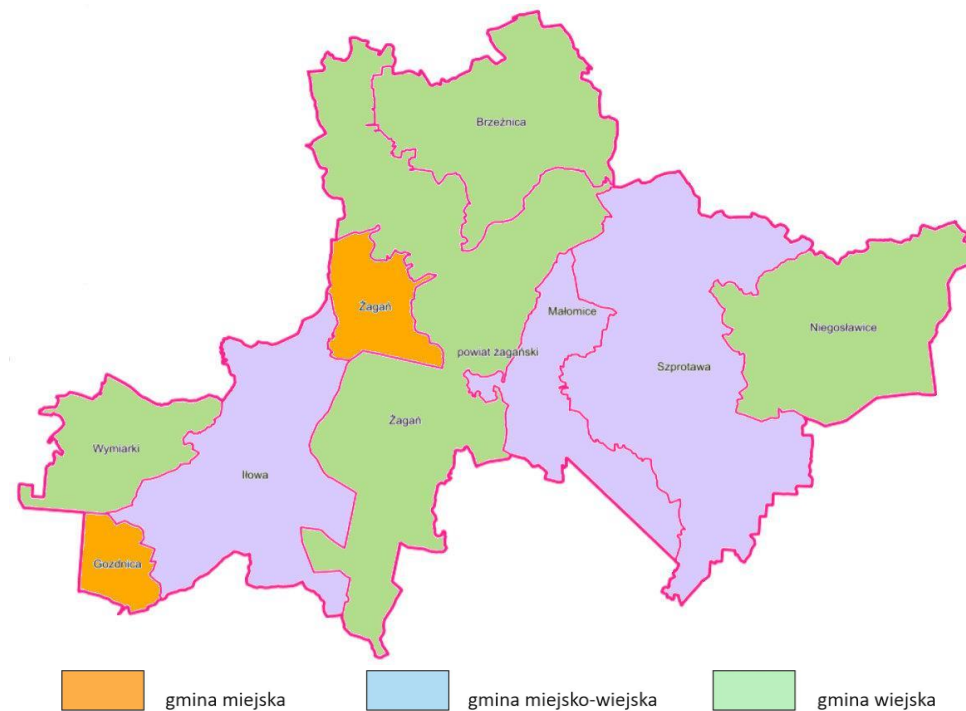 Brzeźnica
Żagań
Małomice
Niegosławice
powiat żagański
Szprotawa
Żagań
Wymiarki
Iłowa
Gozdnica
gmina miejska
gmina miejsko-wiejska
gmina wiejska